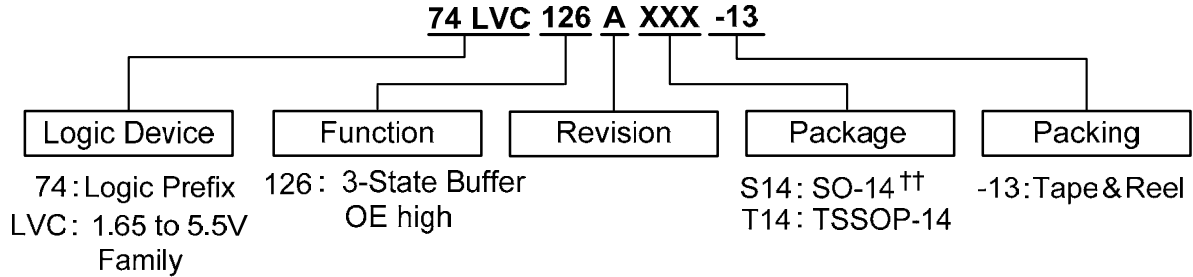 74 LVC 126 A XXX -13
Logic Device
Function
Revision
Package
Packing
74 : Logic Prefix
LVC : 1.65 to 5.5V
Family
126 : 3-State Buffer
OE high
S14 : SO-14 ††
T14 : TSSOP-14
-13 : Tape & Reel